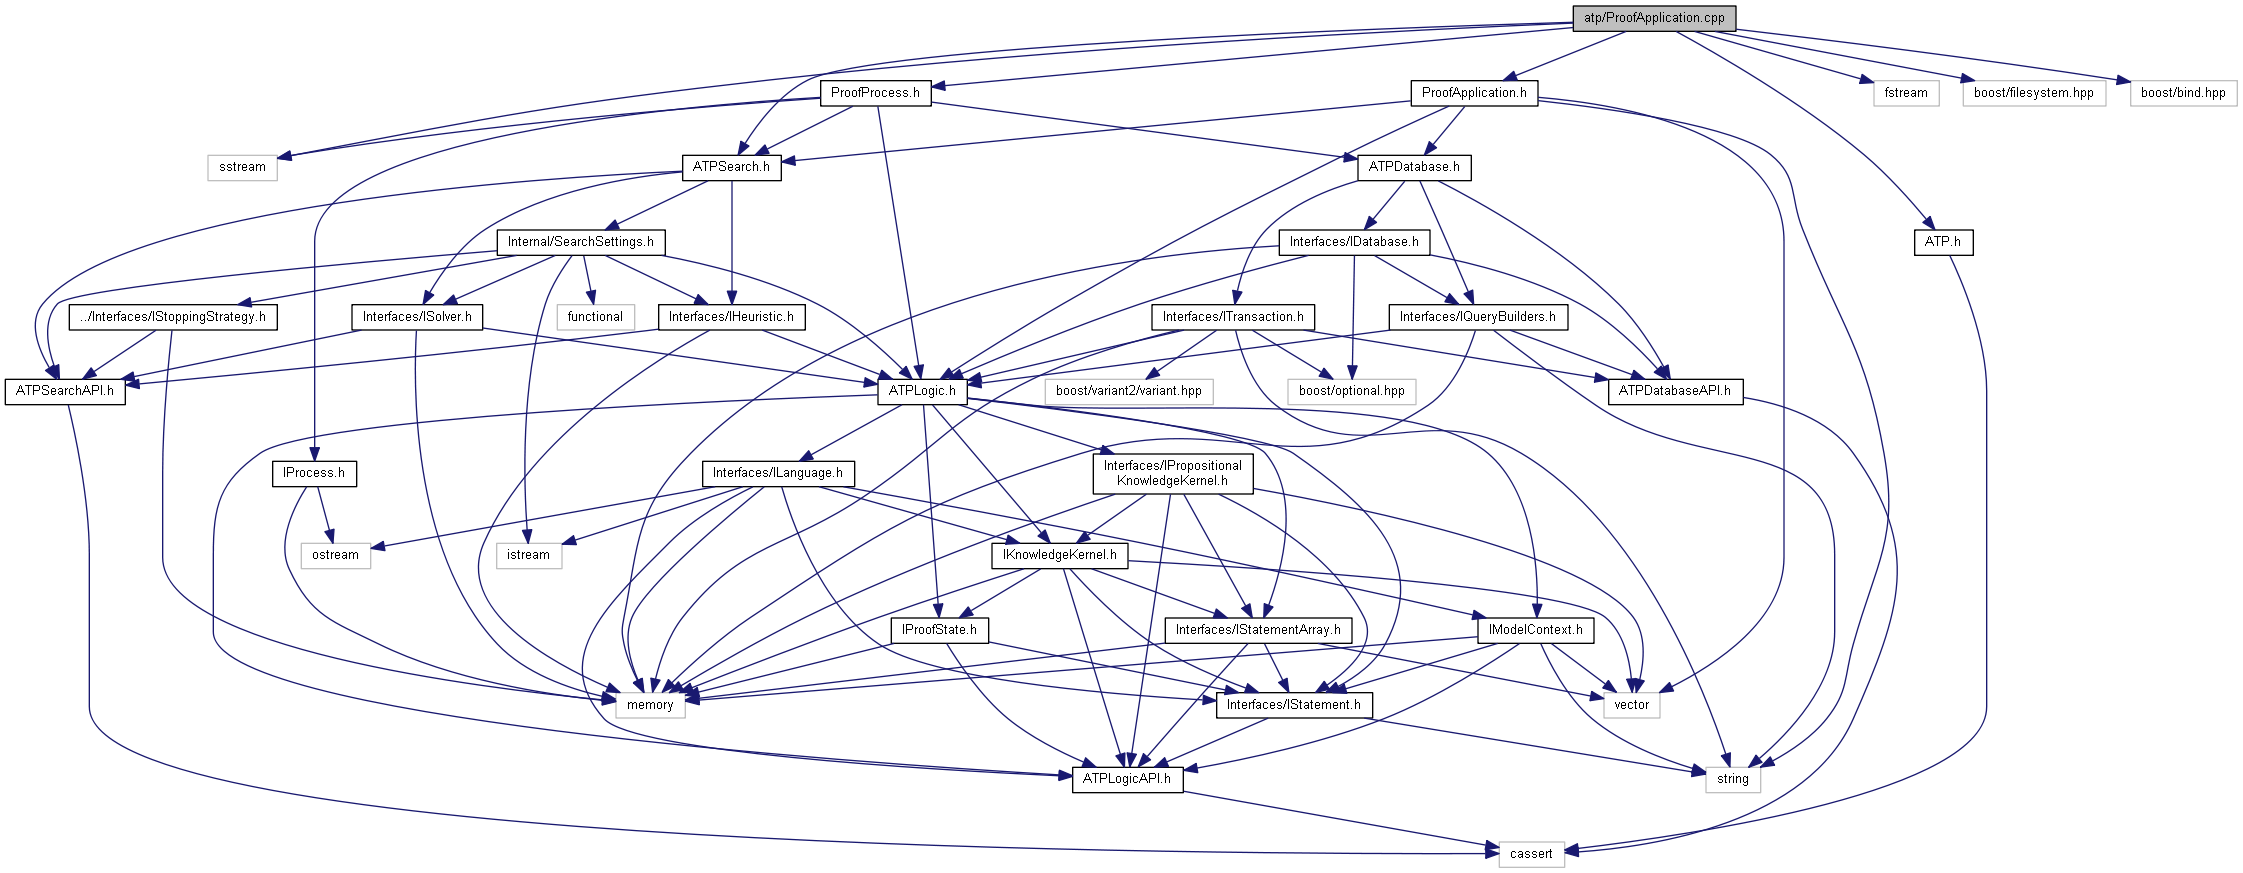 atp/ProofApplication.cpp
ProofProcess.h
ProofApplication.h
fstream
boost/filesystem.hpp
boost/bind.hpp
sstream
ATPSearch.h
ATPDatabase.h
Internal/SearchSettings.h
Interfaces/IDatabase.h
ATP.h
../Interfaces/IStoppingStrategy.h
Interfaces/ISolver.h
functional
Interfaces/IHeuristic.h
Interfaces/ITransaction.h
Interfaces/IQueryBuilders.h
ATPSearchAPI.h
ATPLogic.h
boost/variant2/variant.hpp
boost/optional.hpp
ATPDatabaseAPI.h
IProcess.h
Interfaces/ILanguage.h
Interfaces/IPropositional
KnowledgeKernel.h
ostream
istream
IKnowledgeKernel.h
IProofState.h
Interfaces/IStatementArray.h
IModelContext.h
memory
Interfaces/IStatement.h
vector
ATPLogicAPI.h
string
cassert